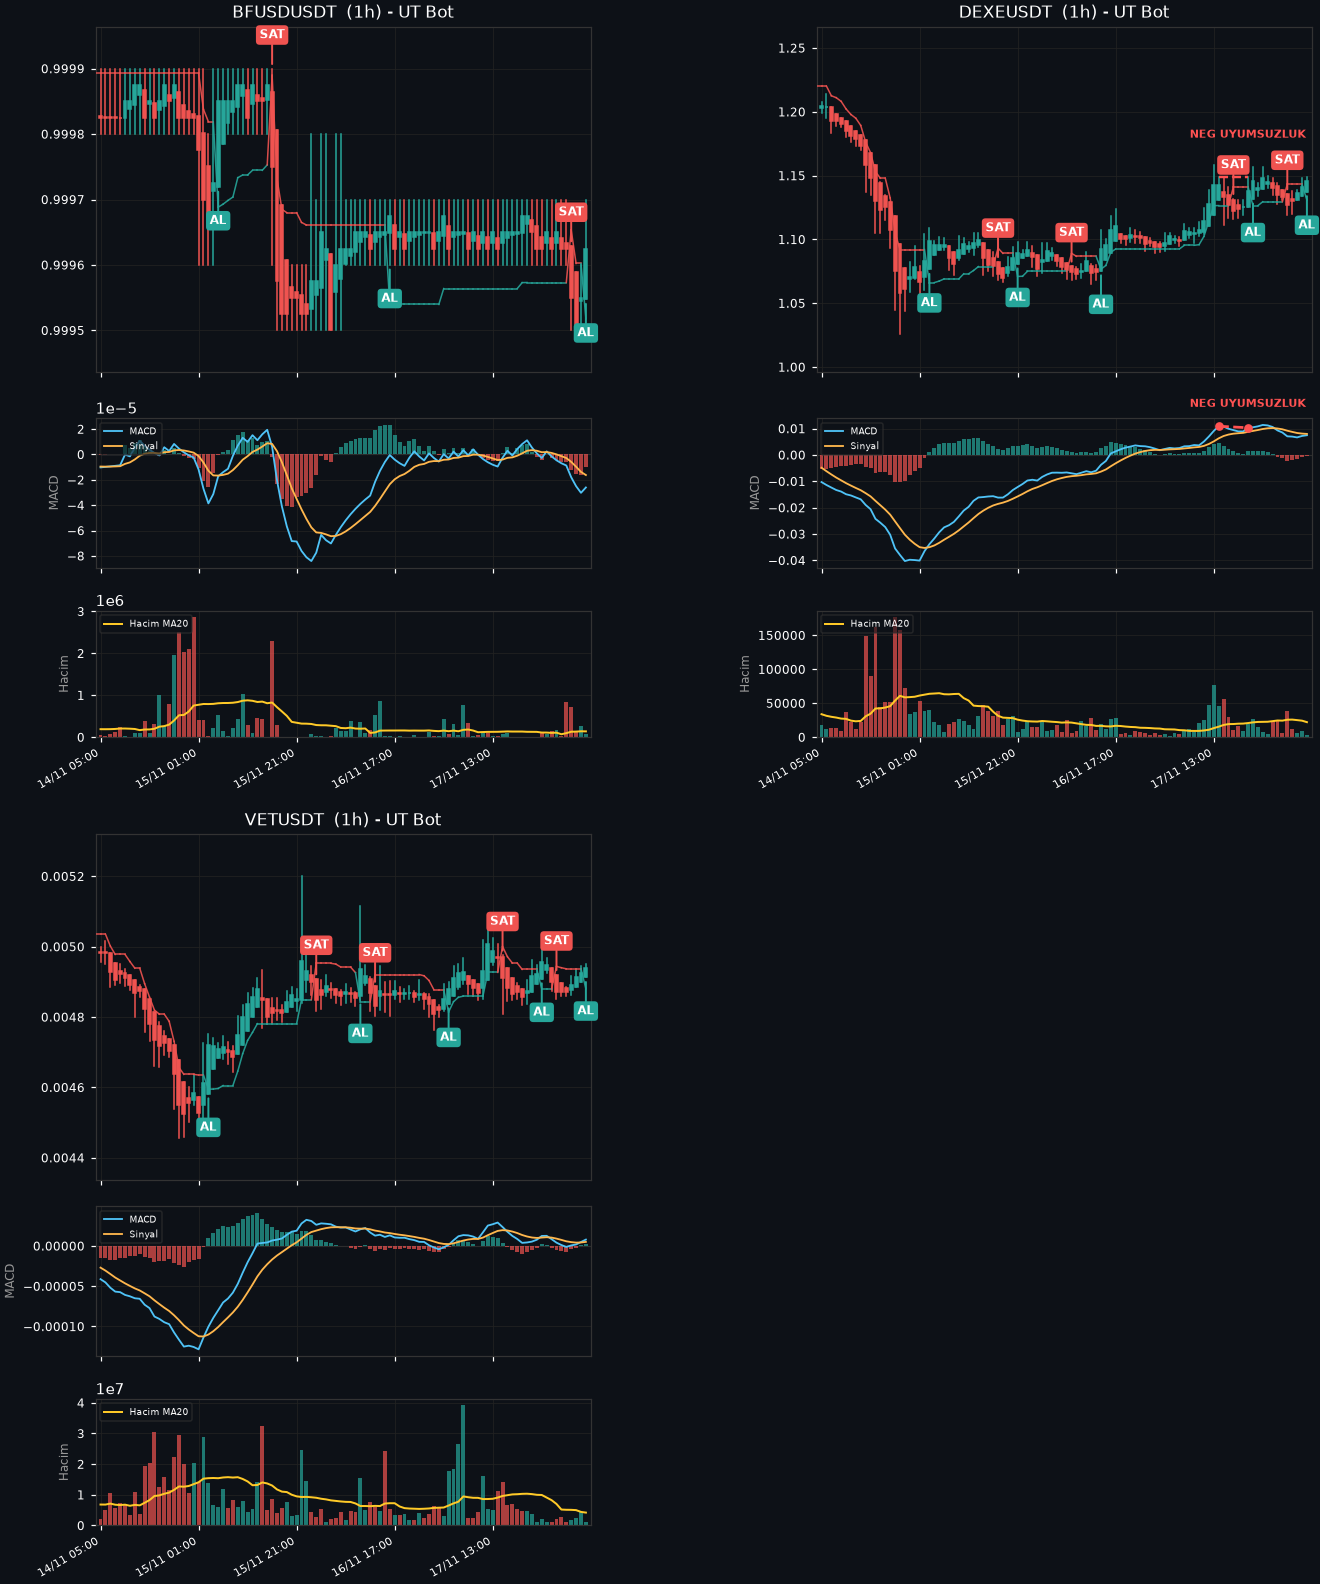 BFUSDUSDT (1h) - UT Bot
SAT
0.9999
0.9998
0.9997
0.9996
0.9995
AL
SAT
AL
AL
1e−5
MACD
Sinyal
2
0
−2
−4
−6
−8
MACD
1e6
Hacim MA20
3
2
1
0
Hacim
14/11 05:00
15/11 01:00
15/11 21:00
16/11 17:00
17/11 13:00
DEXEUSDT (1h) - UT Bot
1.25
1.20
1.15
1.10
1.05
1.00
NEG UYUMSUZLUK
SAT
SAT
SAT
SAT
AL
AL
AL
AL
AL
NEG UYUMSUZLUK
MACD
Sinyal
0.01
0.00
−0.01
−0.02
−0.03
−0.04
MACD
Hacim MA20
150000
100000
50000
0
Hacim
14/11 05:00
15/11 01:00
15/11 21:00
16/11 17:00
17/11 13:00
VETUSDT (1h) - UT Bot
0.0052
0.0050
0.0048
0.0046
0.0044
SAT
SAT
SAT
SAT
AL
AL
AL
AL
AL
MACD
Sinyal
0.00000
−0.00005
−0.00010
MACD
1e7
Hacim MA20
4
3
2
1
0
Hacim
14/11 05:00
15/11 01:00
15/11 21:00
16/11 17:00
17/11 13:00